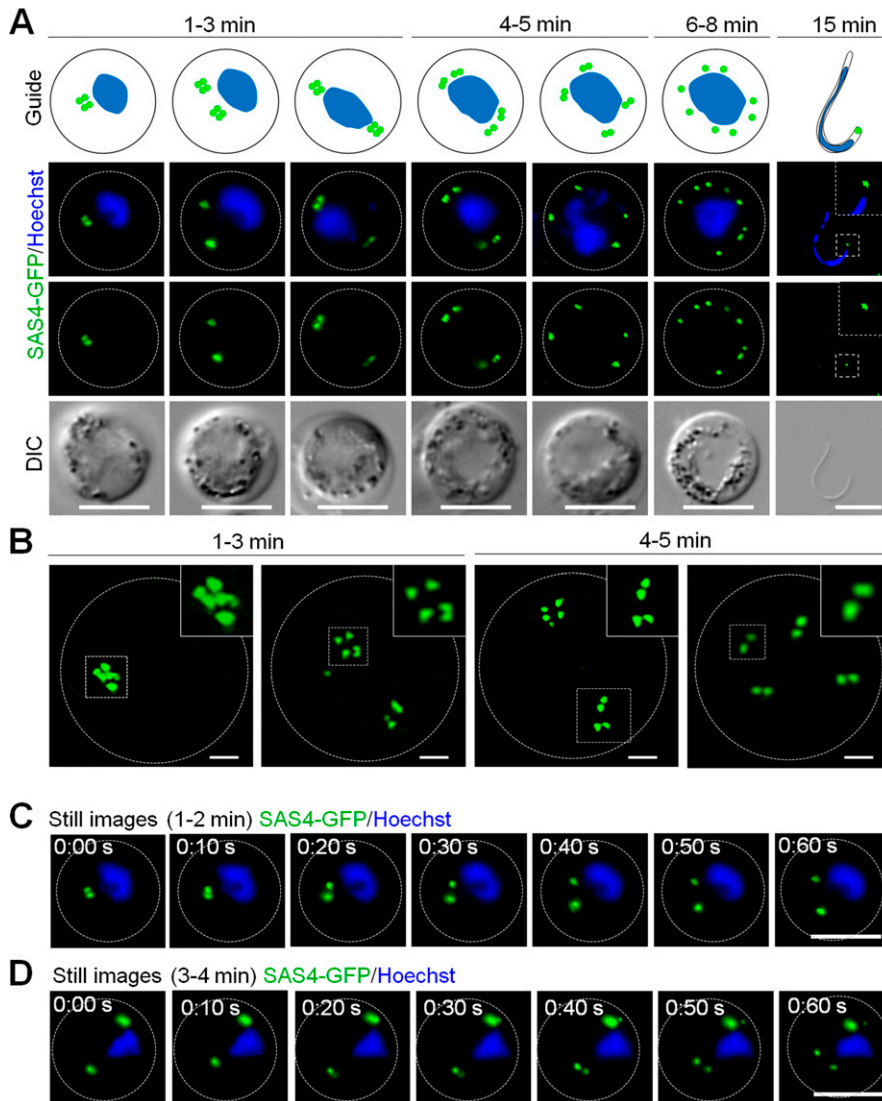 A
1-3 min 4-5 min 6-8 min 15 min
Guide
SAS4-GFP/Hoechst
DIC
B
1-3 min 4-5 min
C
Still images (1-2 min) SAS4-GFP/Hoechst
0:00 s 0:10 s 0:20 s 0:30 s 0:40 s 0:50 s 0:60 s
D
Still images (3-4 min) SAS4-GFP/Hoechst
0:00 s 0:10 s 0:20 s 0:30 s 0:40 s 0:50 s 0:60 s